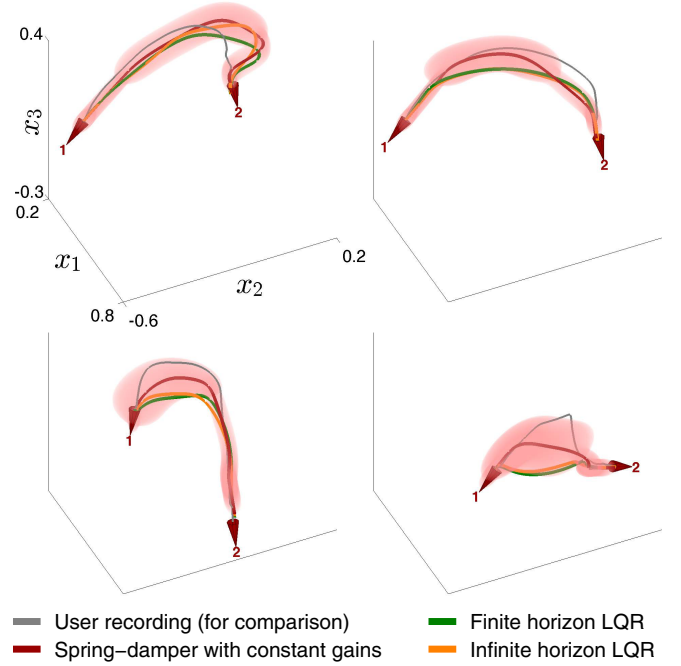 0.4
x3
-0.3
0.2
x1
0.8
-0.6
x2
0.2
1
2
1
2
1
2
1
2
User recording (for comparison)
Finite horizon LQR
Spring−damper with constant gains
Infinite horizon LQR